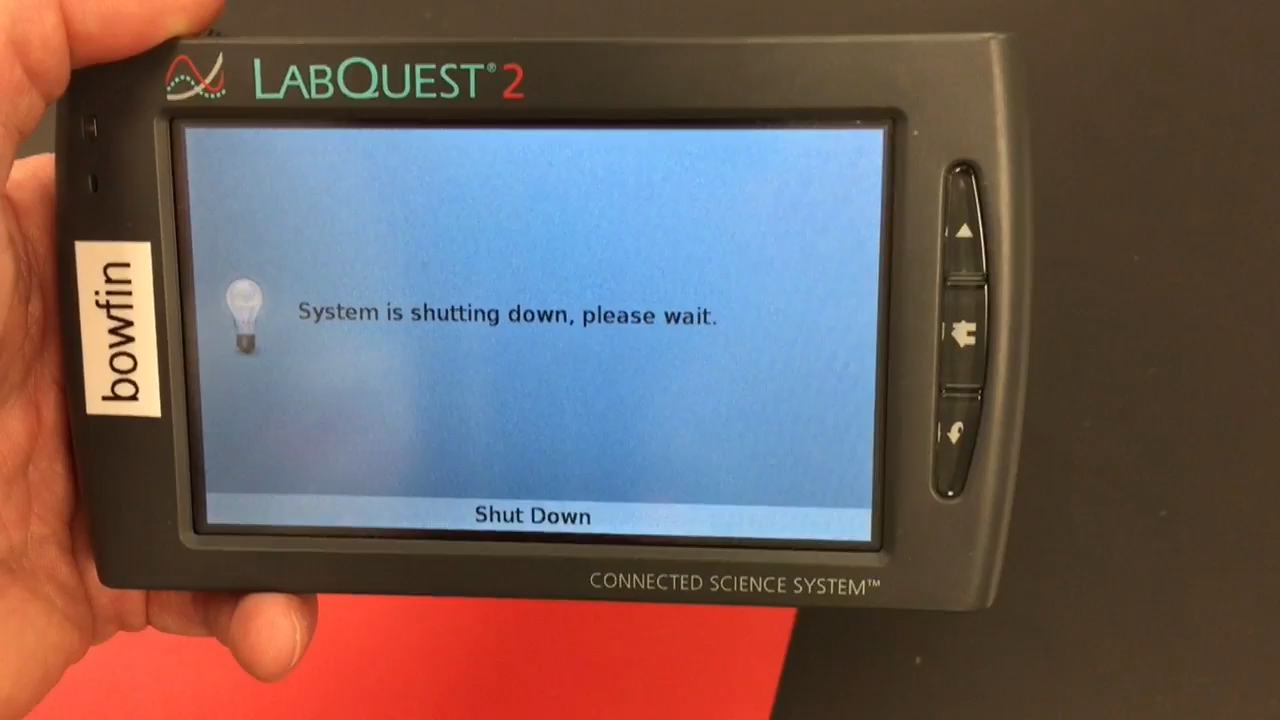 LABQUEST® 2
bowfin
System is shutting down, please wait.
Shut Down
CONNECTED SCIENCE SYSTEM™